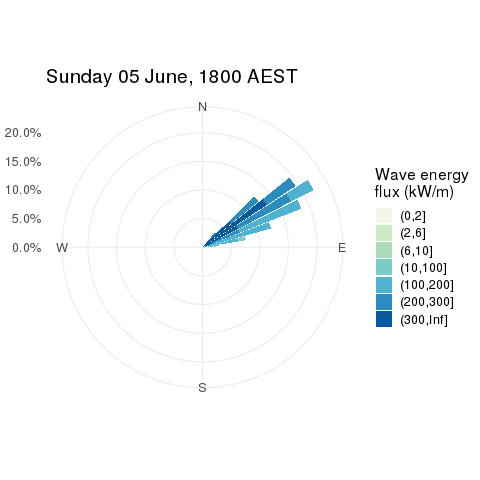 Sunday 05 June, 1800 AEST
N
20.0%
15.0%
10.0%
5.0%
0.0%
W
E
S
Wave energy
flux (kW/m)
(0,2]
(2,6]
(6,10]
(10,100]
(100,200]
(200,300]
(300,Inf]